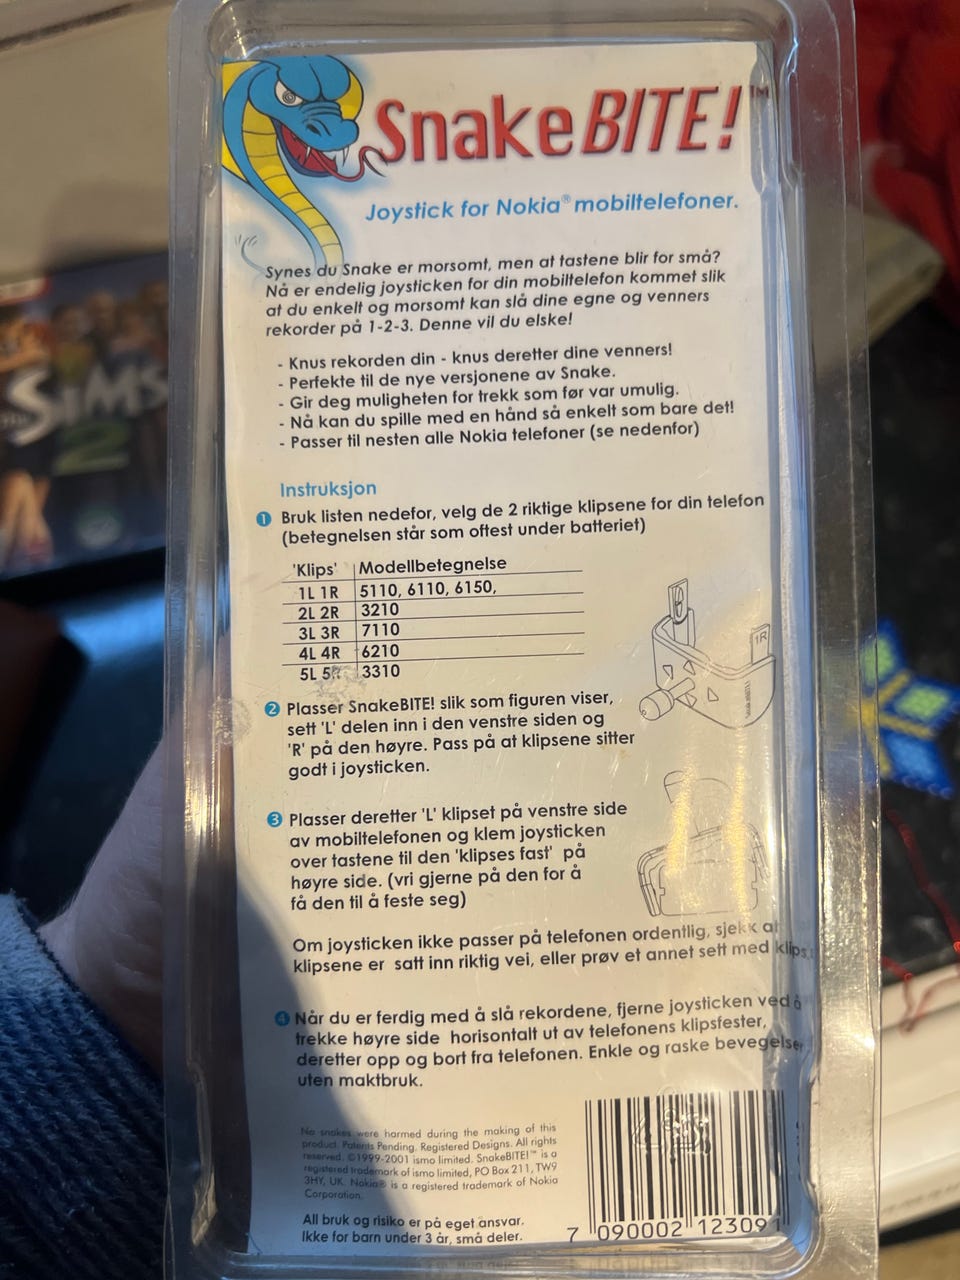 SnakeBITE!™
Joystick for Nokia® mobiltelefoner.
Synes du Snake er morsomt, men at tastene blir for små?
Nå er endelig joysticken for din mobiltelefon kommet slik
at du enkelt og morsomt kan slå dine egne og venners
rekorder på 1-2-3. Denne vil du elske!
- Knus rekorden din - knus deretter dine venners!
- Perfekte til de nye versjonene av Snake.
- Gir deg muligheten for trekk som før var umulig.
- Nå kan du spille med en hånd så enkelt som bare det!
- Passer til nesten alle Nokia telefoner (se nedenfor)
SIMS
2
Instruksjon
1 Bruk listen nedefor, velg de 2 riktige klipsene for din telefon
(betegnelsen står som oftest under batteriet)
'Klips' Modellbetegnelse
1L 1R 5110, 6110, 6150,
2L 2R 3210
3L 3R 7110
4L 4R 6210
5L 5R 3310
1R
SnakeBITE!
2 Plasser SnakeBITE! slik som figuren viser,
sett 'L' delen inn i den venstre siden og
'R' på den høyre. Pass på at klipsene sitter
godt i joysticken.
3 Plasser deretter 'L' klipset på venstre side
av mobiltelefonen og klem joysticken
over tastene til den 'klipses fast' på
høyre side. (vri gjerne på den for å
få den til å feste seg)
Om joysticken ikke passer på telefonen ordentlig, sjekk at
klipsene er satt inn riktig vei, eller prøv et annet sett med klips.
4 Når du er ferdig med å slå rekordene, fjerne joysticken ved å
trekke høyre side horisontalt ut av telefonens klipsfester,
deretter opp og bort fra telefonen. Enkle og raske bevegelser
uten maktbruk.
No snakes were harmed during the making of this
product. Patents Pending. Registered Designs. All rights
reserved. ©1999-2001 ismo limited. SnakeBITE!™ is a
registered trademark of ismo limited, PO Box 211, TW9
3HY, UK. Nokia® is a registered trademark of Nokia
Corporation.
All bruk og risiko er på eget ansvar.
Ikke for barn under 3 år, små deler.
7 090002 123091